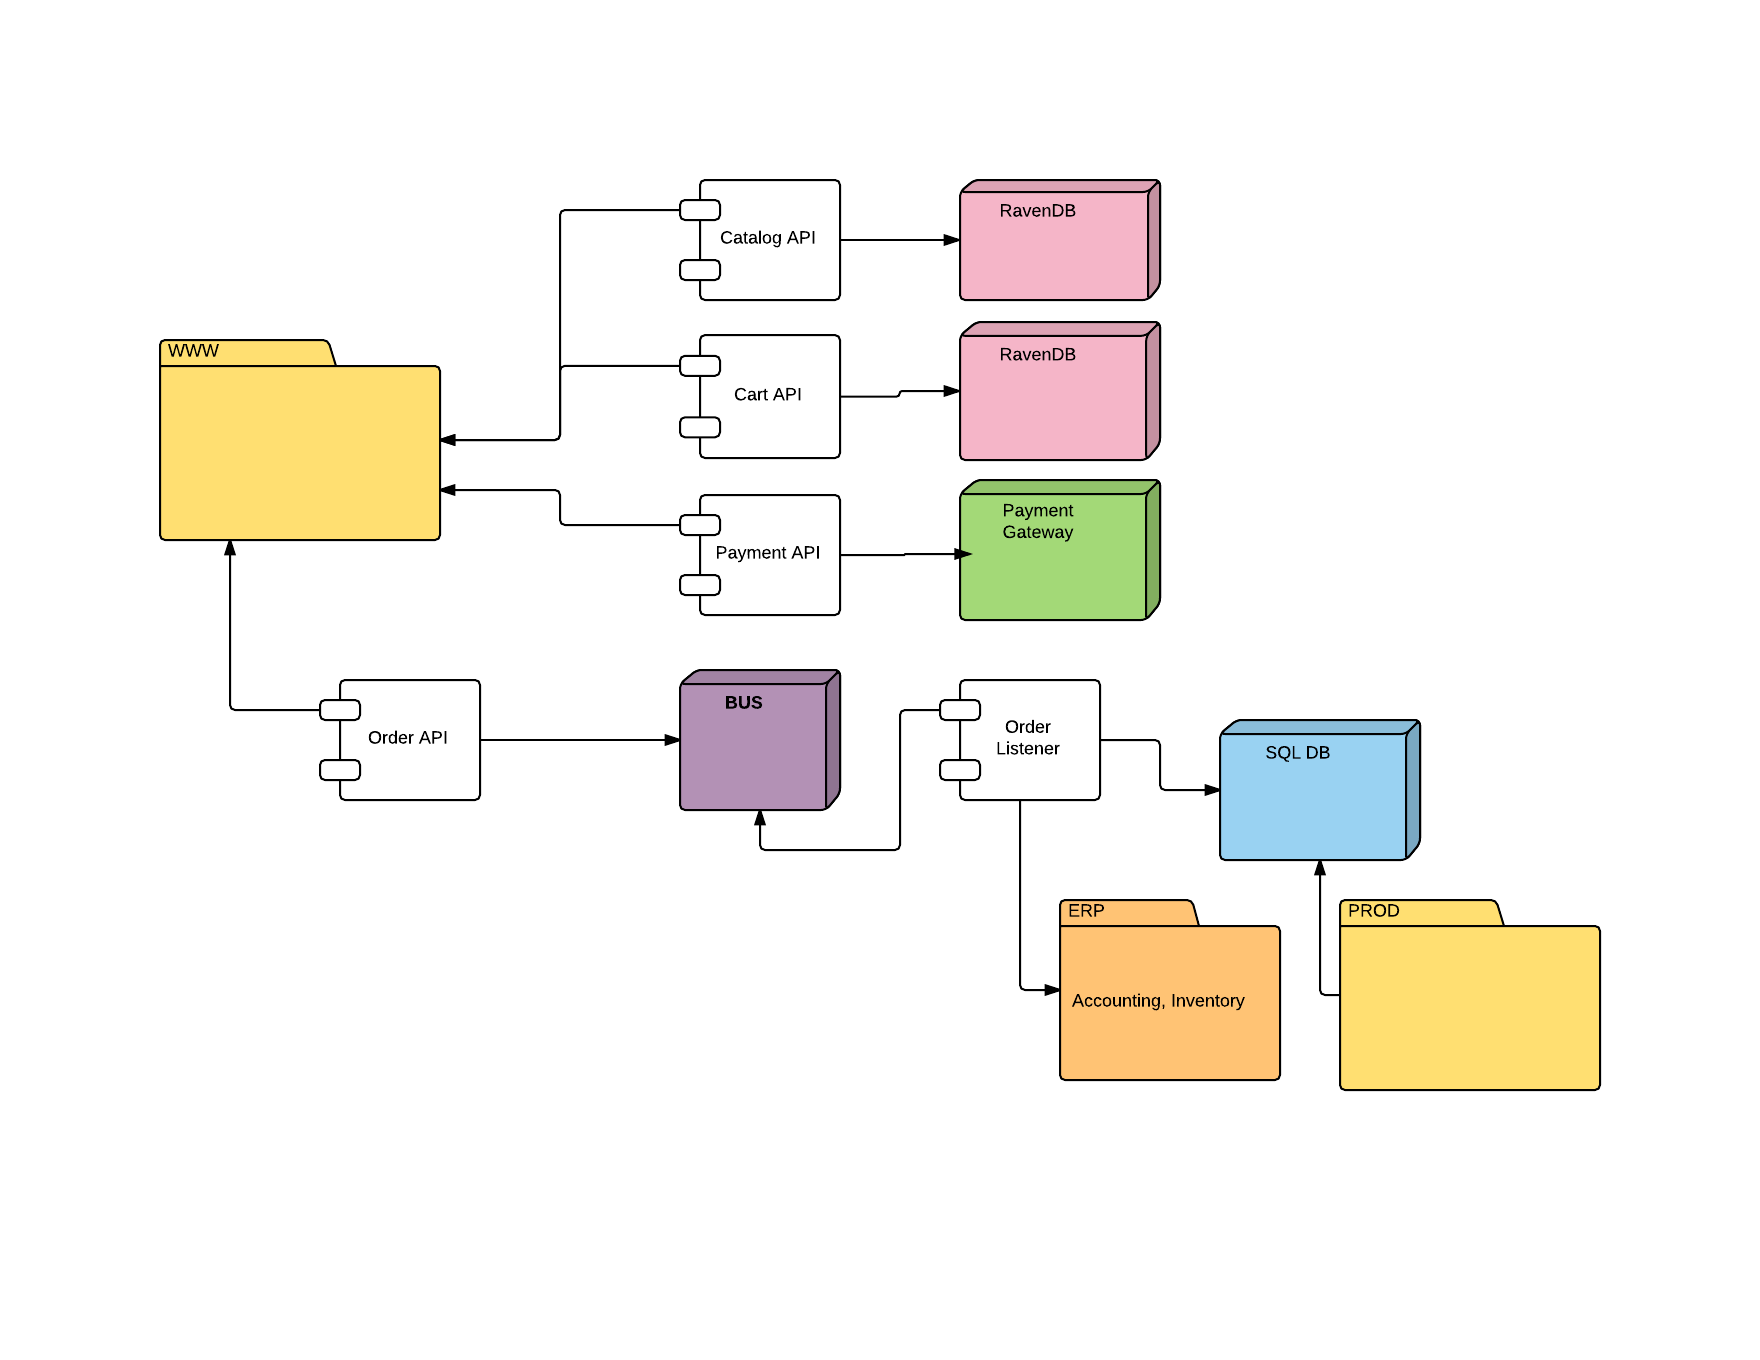 RavenDB
Catalog API
WWW
RavenDB
Cart API
Payment
Gateway
Payment API
BUS
Order
Listener
Order API
SQL DB
ERP
PROD
Accounting, Inventory